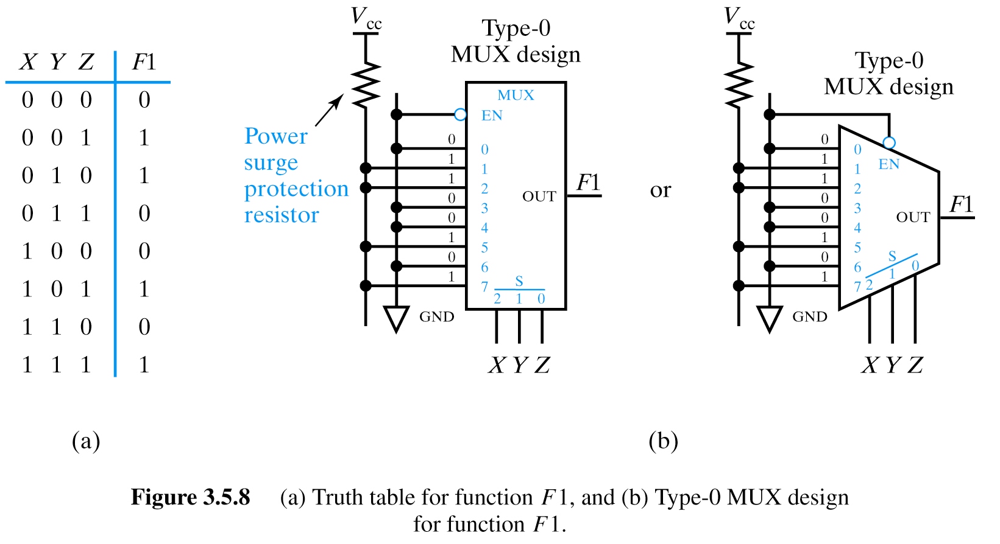 X Y Z F1
0 0 0 0
0 0 1 1
0 1 0 1
0 1 1 0
1 0 0 0
1 0 1 1
1 1 0 0
1 1 1 1
(a)
Vcc
Power
surge
protection
resistor
Type-0
MUX design
MUX
EN
0 0
1 1
1 2
0 3
0 4
1 5
0 6
1 7
OUT
F1
S
2 1 0
GND
X Y Z
or
Vcc
Type-0
MUX design
EN
0 0
1 1
1 2
0 3
0 4
1 5
0 6
1 7
OUT
F1
S
2 1 0
GND
X Y Z
(b)
Figure 3.5.8 (a) Truth table for function F1, and (b) Type-0 MUX design
for function F1.